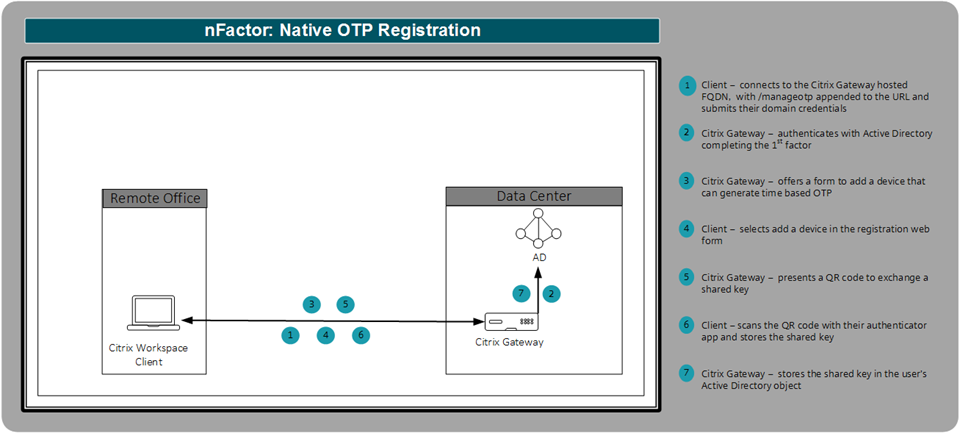 nFactor: Native OTP Registration
Remote Office
Citrix Workspace
Client
3
5
1
4
6
Data Center
AD
7
2
Citrix Gateway
1
Client – connects to the Citrix Gateway hosted
FQDN, with /manageotp appended to the URL and
submits their domain credentials
2
Citrix Gateway – authenticates with Active Directory
completing the 1st factor
3
Citrix Gateway – offers a form to add a device that
can generate time based OTP
4
Client – selects add a device in the registration web
form
5
Citrix Gateway – presents a QR code to exchange a
shared key
6
Client – scans the QR code with their authenticator
app and stores the shared key
7
Citrix Gateway – stores the shared key in the user's
Active Directory object